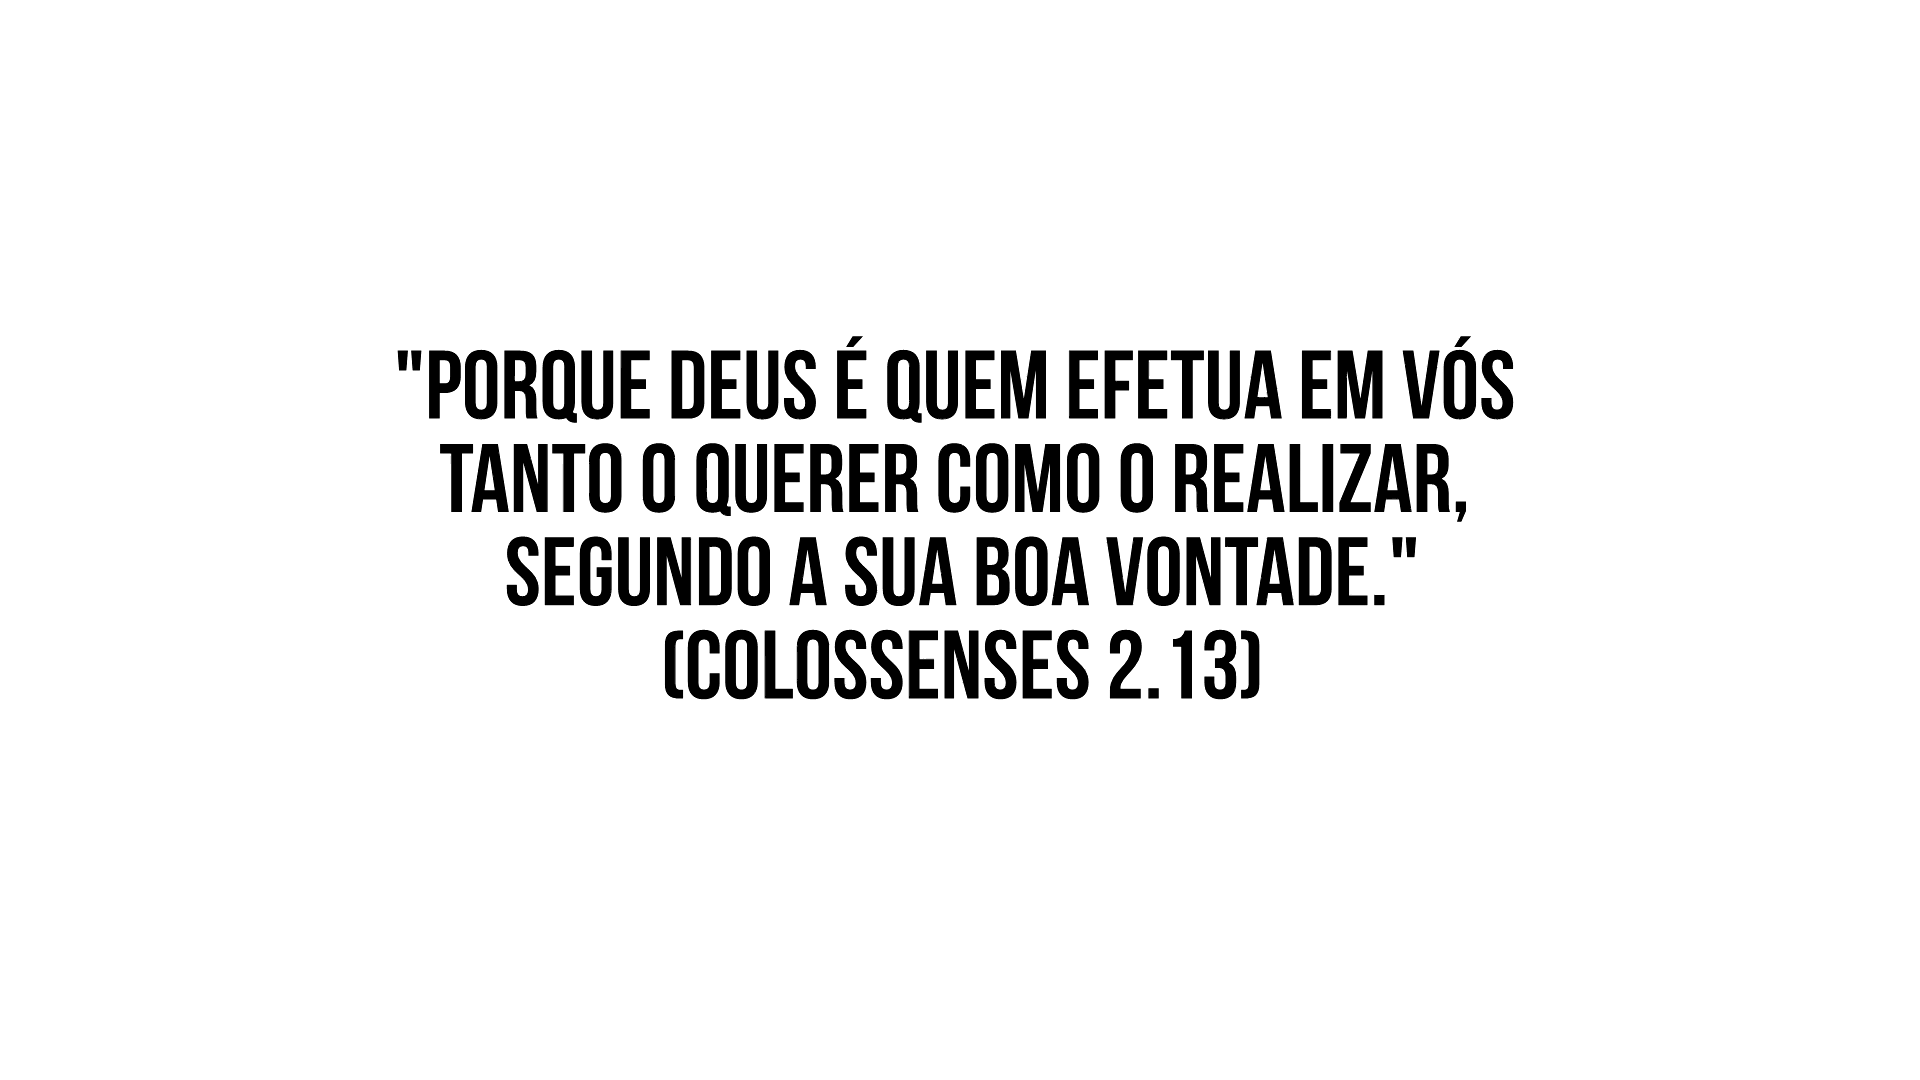 "PORQUE DEUS É QUEM EFETUA EM VÓS
TANTO O QUERER COMO O REALIZAR,
SEGUNDO A SUA BOA VONTADE."
(COLOSSENSES 2.13)